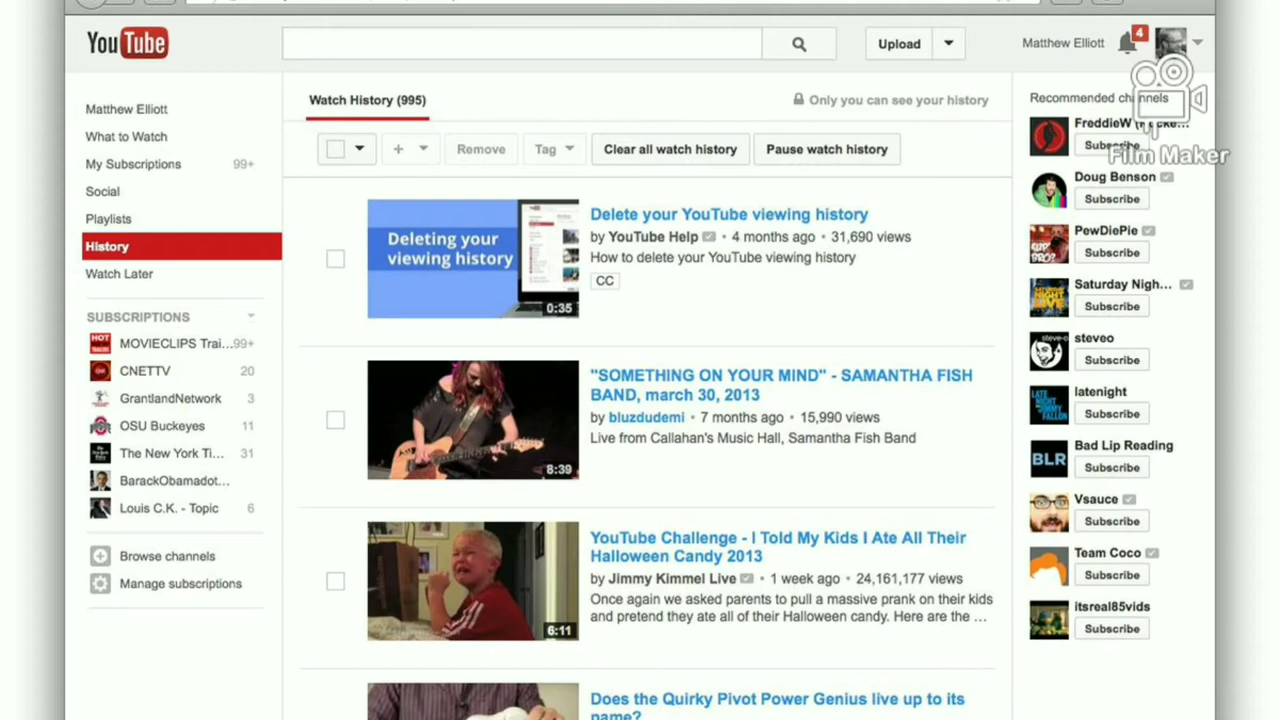 YouTube
Upload
Matthew Elliott
4
Film Maker
Matthew Elliott
What to Watch
My Subscriptions 99+
Social
Playlists
History
Watch Later
SUBSCRIPTIONS
MOVIECLIPS Trai... 99+
CNETTV 20
GrantlandNetwork 3
OSU Buckeyes 11
The New York Ti... 31
BarackObamadot...
Louis C.K. - Topic 6
Browse channels
Manage subscriptions
Watch History (995)
Only you can see your history
+ Remove Tag Clear all watch history Pause watch history
Deleting your
viewing history
0:35
Delete your YouTube viewing history
by YouTube Help • 4 months ago • 31,690 views
How to delete your YouTube viewing history
CC
8:39
"SOMETHING ON YOUR MIND" - SAMANTHA FISH
BAND, march 30, 2013
by bluzdudemi • 7 months ago • 15,990 views
Live from Callahan's Music Hall, Samantha Fish Band
6:11
YouTube Challenge - I Told My Kids I Ate All Their
Halloween Candy 2013
by Jimmy Kimmel Live • 1 week ago • 24,161,177 views
Once again we asked parents to pull a massive prank on their kids
and pretend they ate all of their Halloween candy. Here are the ...
Does the Quirky Pivot Power Genius live up to its
name?
Recommended channels
FreddieW
Subscribe
Doug Benson
Subscribe
PewDiePie
Subscribe
Saturday Nigh...
Subscribe
steveo
Subscribe
latenight
Subscribe
BLR
Bad Lip Reading
Subscribe
Vsauce
Subscribe
Team Coco
Subscribe
itsreal85vids
Subscribe